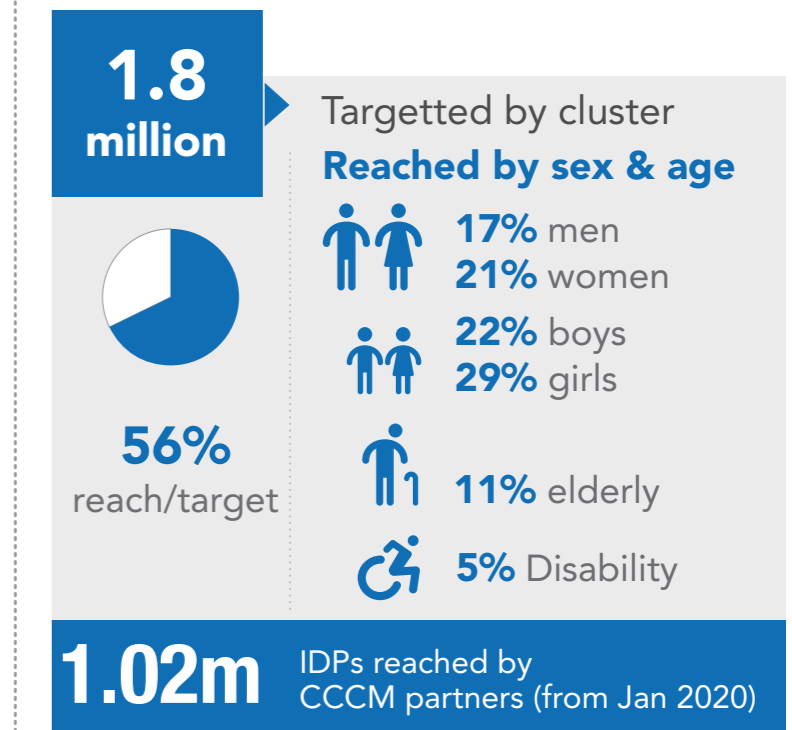 1.8
million
Targetted by cluster
Reached by sex & age
17% men
21% women
22% boys
29% girls
56%
reach/target
11% elderly
5% Disability
1.02m
IDPs reached by
CCCM partners (from Jan 2020)